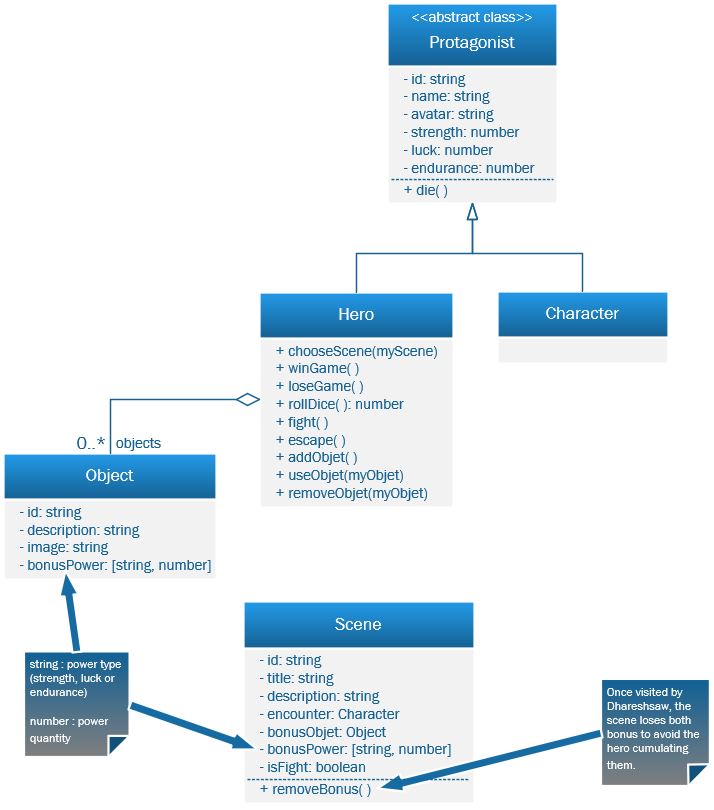 <<abstract class>>
Protagonist
- id: string
- name: string
- avatar: string
- strength: number
- luck: number
- endurance: number
+ die( )
Hero
+ chooseScene(myScene)
+ winGame( )
+ loseGame( )
+ rollDice( ): number
+ fight( )
+ escape( )
+ addObjet( )
+ useObjet(myObjet)
+ removeObjet(myObjet)
Character
0..* objects
Object
- id: string
- description: string
- image: string
- bonusPower: [string, number]
Scene
- id: string
- title: string
- description: string
- encounter: Character
- bonusObjet: Object
- bonusPower: [string, number]
- isFight: boolean
+ removeBonus( )
string : power type
(strength, luck or
endurance)
number : power
quantity
Once visited by
Dhareshsaw, the
scene loses both
bonus to avoid the
hero cumulating
them.